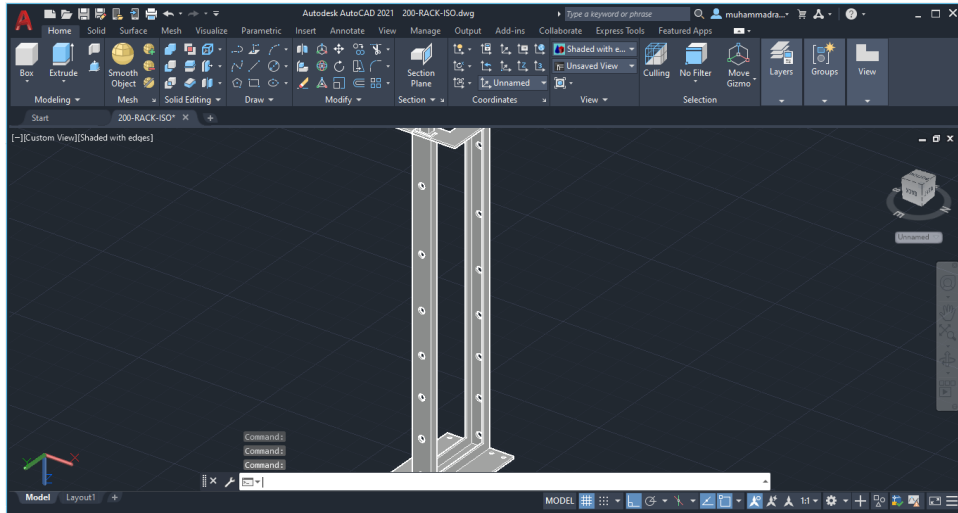 Autodesk AutoCAD 2021 200-RACK-ISO.dwg Type a keyword or phrase muhammadra...
Home Solid Surface Mesh Visualize Parametric Insert Annotate View Manage Output Add-ins Collaborate Express Tools Featured Apps
Box Extrude Smooth Object Section Plane Shaded with e... Unsaved View Unnamed Culling No Filter Move Gizmo Layers Groups View
Modeling Mesh Solid Editing Draw Modify Section Coordinates View Selection
Start 200-RACK-ISO* +
[−][Custom View][Shaded with edges]
BACK
E N
Unnamed
Command:
Command:
Command:
X
Y
Z
Model Layout1 + MODEL 1:1